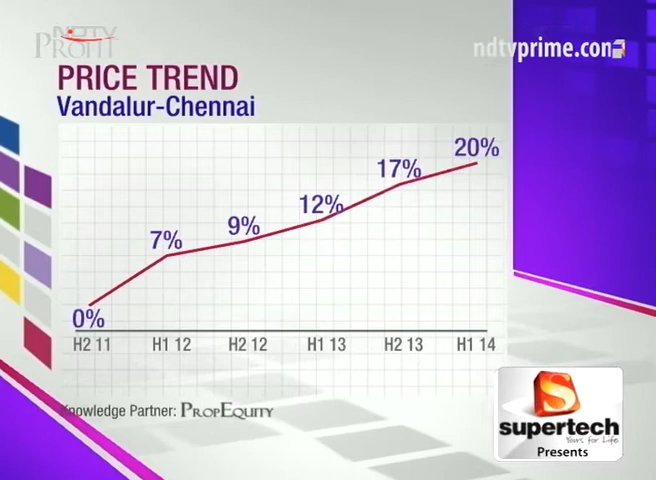 NDTV
PROFIT
ndtvprime.com
PRICE TREND
Vandalur-Chennai
20%
17%
12%
9%
7%
0%
H2 11 H1 12 H2 12 H1 13 H2 13 H1 14
Knowledge Partner: PROPEQUITY
supertech
Yours for Life
Presents